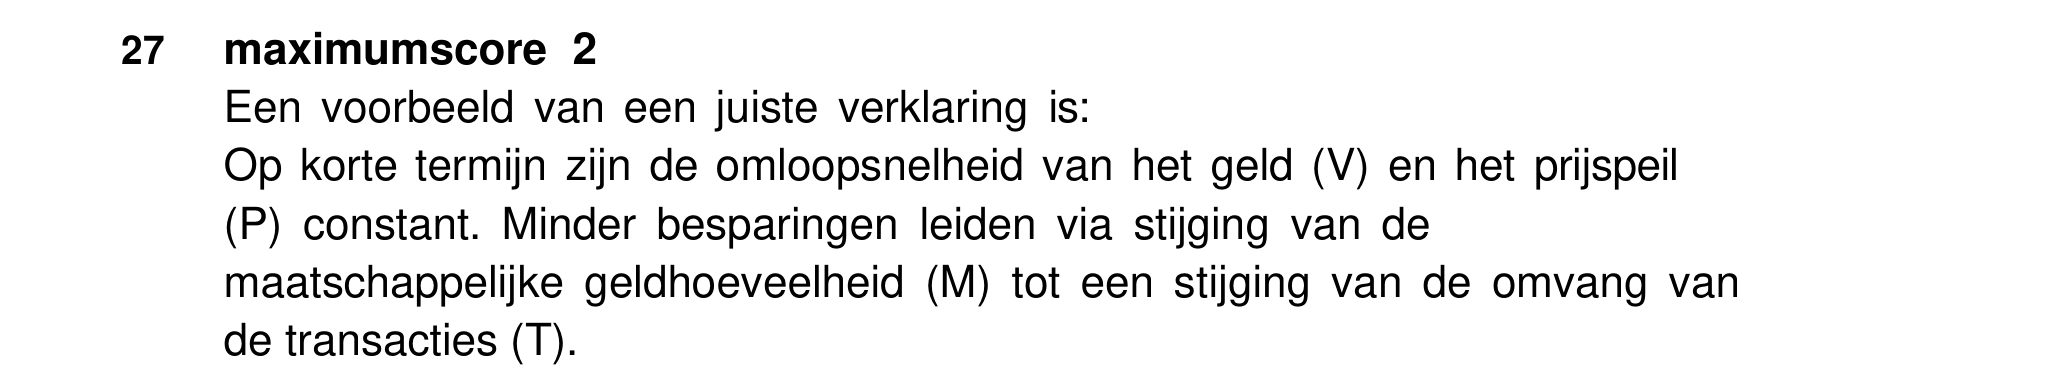 27 maximumscore 2
Een voorbeeld van een juiste verklaring is:
Op korte termijn zijn de omloopsnelheid van het geld (V) en het prijspeil
(P) constant. Minder besparingen leiden via stijging van de
maatschappelijke geldhoeveelheid (M) tot een stijging van de omvang van
de transacties (T).